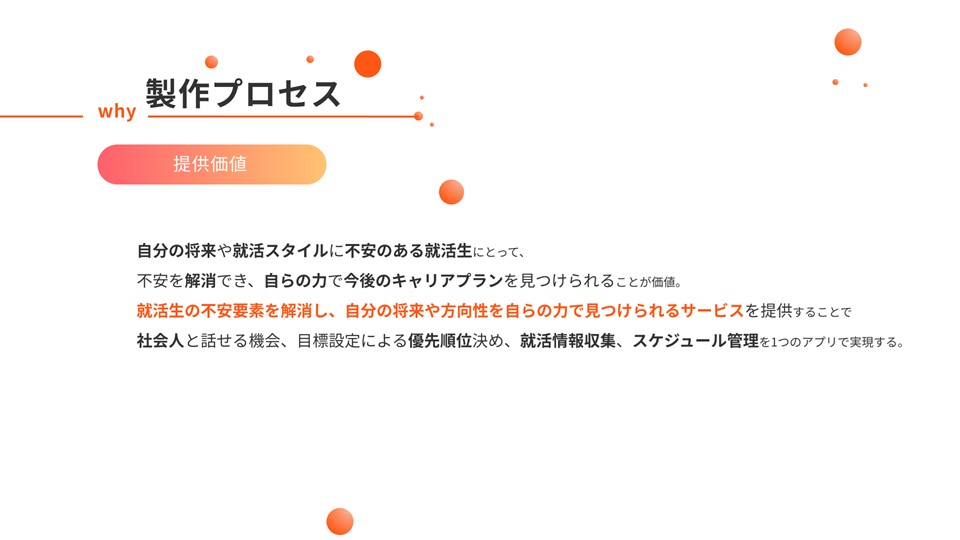 製作プロセス
why
提供価値
自分の将来や就活スタイルに不安のある就活生にとって、
不安を解消でき、自らの力で今後のキャリアプランを見つけられることが価値。
就活生の不安要素を解消し、自分の将来や方向性を自らの力で見つけられるサービスを提供することで
社会人と話せる機会、目標設定による優先順位決め、就活情報収集、スケジュール管理を1つのアプリで実現する。